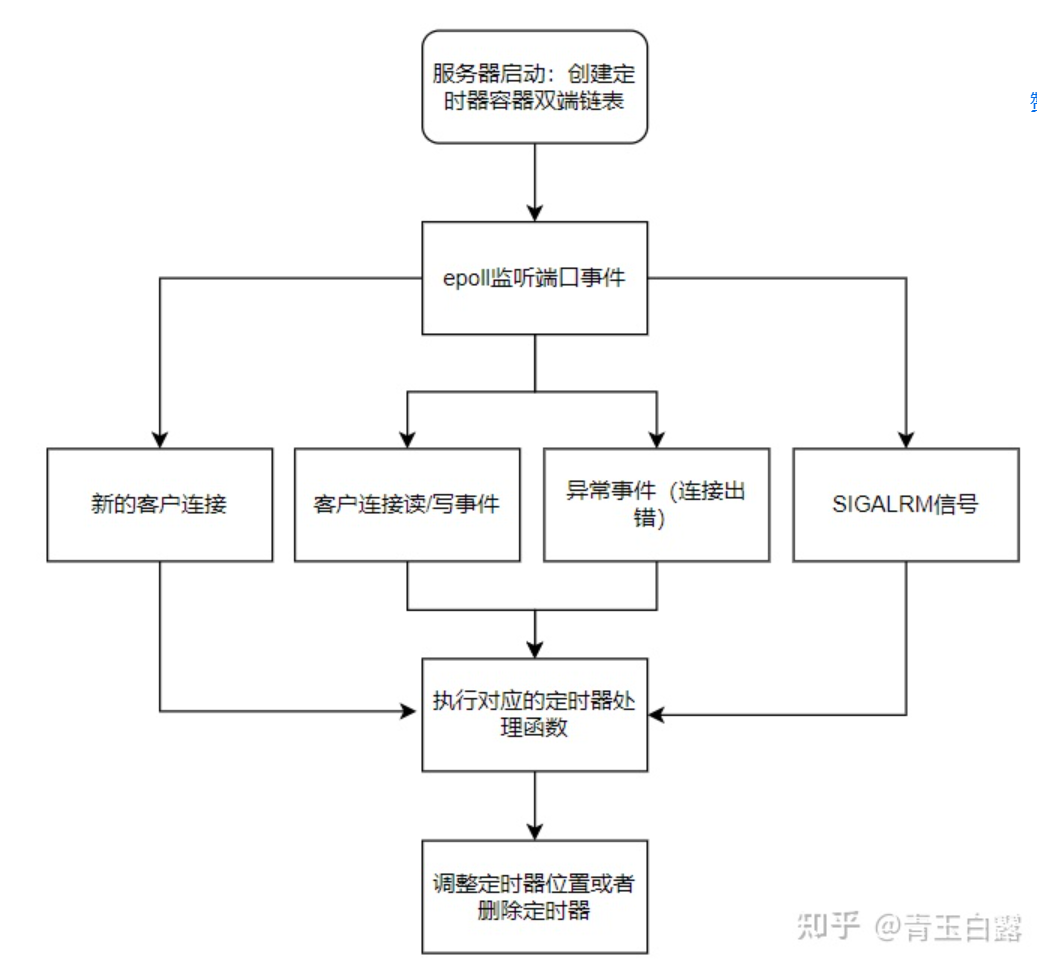 服务器启动：创建定
时器容器双端链表
epoll监听端口事件
新的客户连接
客户连接读/写事件
异常事件（连接出
错）
SIGALRM信号
执行对应的定时器处
理函数
调整定时器位置或者
删除定时器
知乎 @青玉白露